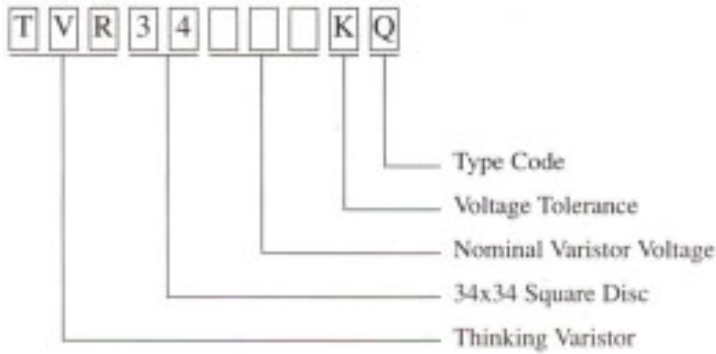 T V R 3 4 K Q
Type Code
Voltage Tolerance
Nominal Varistor Voltage
34x34 Square Disc
Thinking Varistor